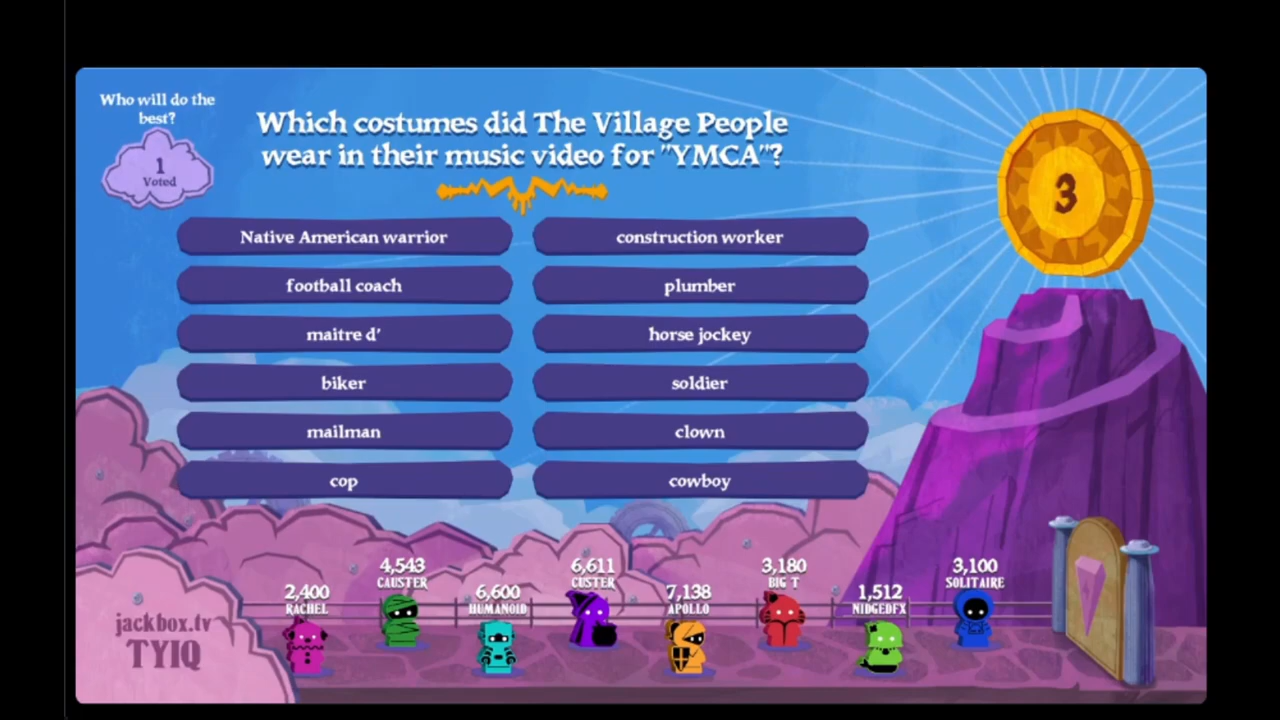 Who will do the
best?
1
Voted
Which costumes did The Village People
wear in their music video for "YMCA"?
3
Native American warrior
construction worker
football coach
plumber
maitre d'
horse jockey
biker
soldier
mailman
clown
cop
cowboy
2,400
RACHEL
4,543
CAUSTER
6,600
HUMANOID
6,611
CUSTER
7,138
APOLLO
3,180
BIG T
1,512
NIDGEDFX
3,100
SOLITAIRE
jackbox.tv
TYIQ